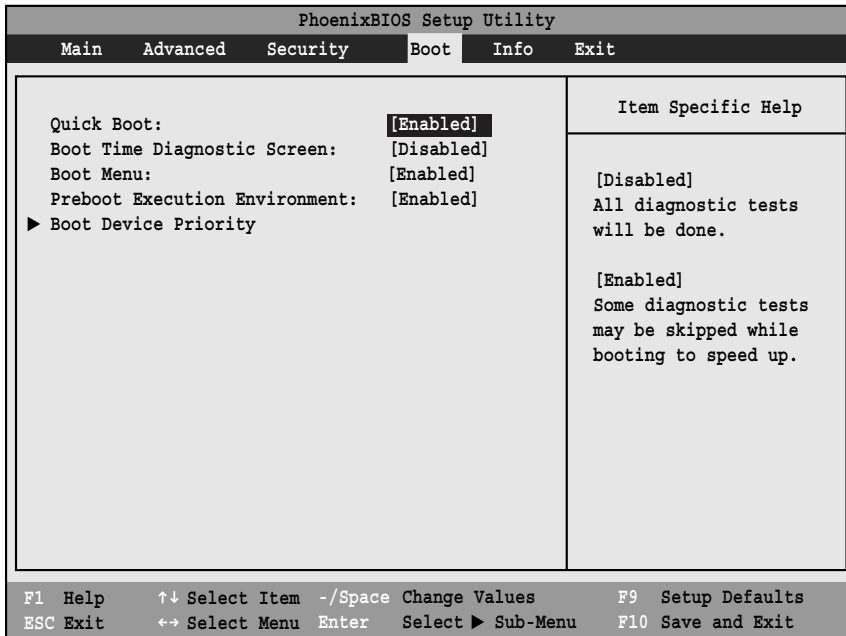 PhoenixBIOS Setup Utility
Main Advanced Security Boot Info Exit
Quick Boot: [Enabled]
Boot Time Diagnostic Screen: [Disabled]
Boot Menu: [Enabled]
Preboot Execution Environment: [Enabled]
▶ Boot Device Priority
Item Specific Help
[Disabled]
All diagnostic tests
will be done.
[Enabled]
Some diagnostic tests
may be skipped while
booting to speed up.
F1 Help ↑↓ Select Item -/Space Change Values F9 Setup Defaults
ESC Exit ←→ Select Menu Enter Select ▶ Sub-Menu F10 Save and Exit